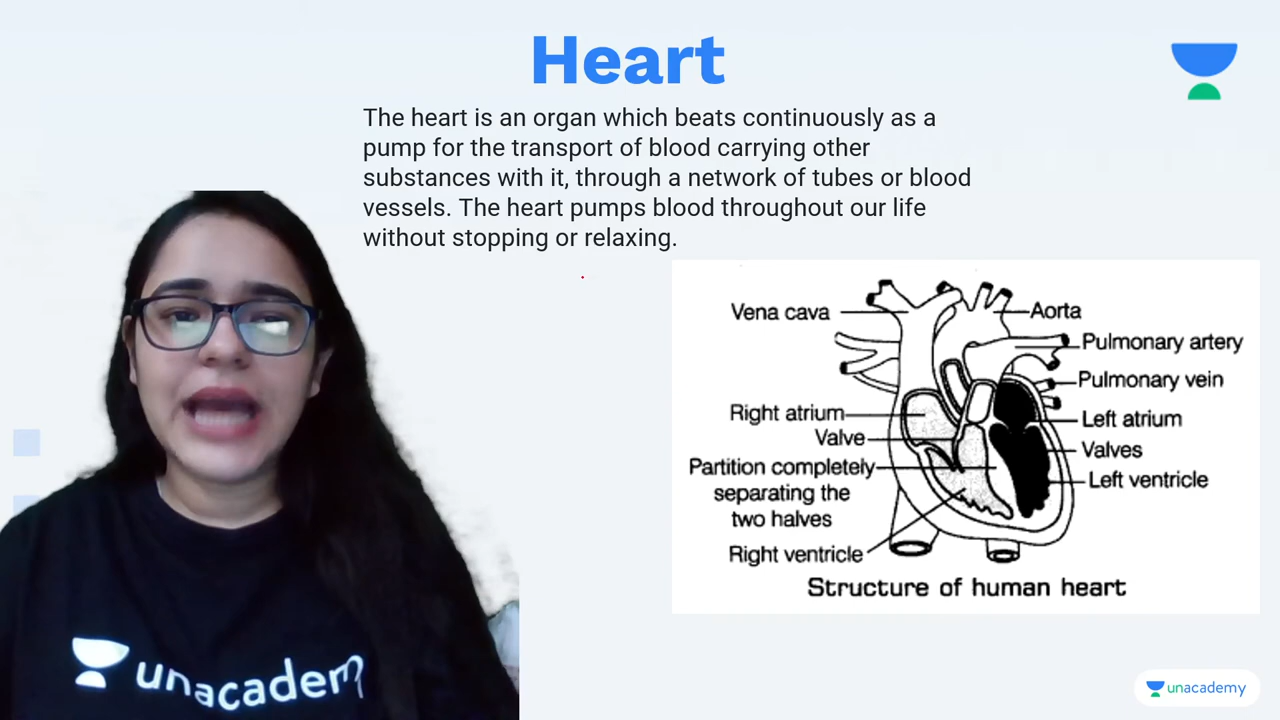 Heart
The heart is an organ which beats continuously as a
pump for the transport of blood carrying other
substances with it, through a network of tubes or blood
vessels. The heart pumps blood throughout our life
without stopping or relaxing.
Vena cava
Aorta
Pulmonary artery
Pulmonary vein
Right atrium
Left atrium
Valve
Valves
Partition completely
separating the
two halves
Left ventricle
Right ventricle
Structure of human heart
unacademy
unacademy